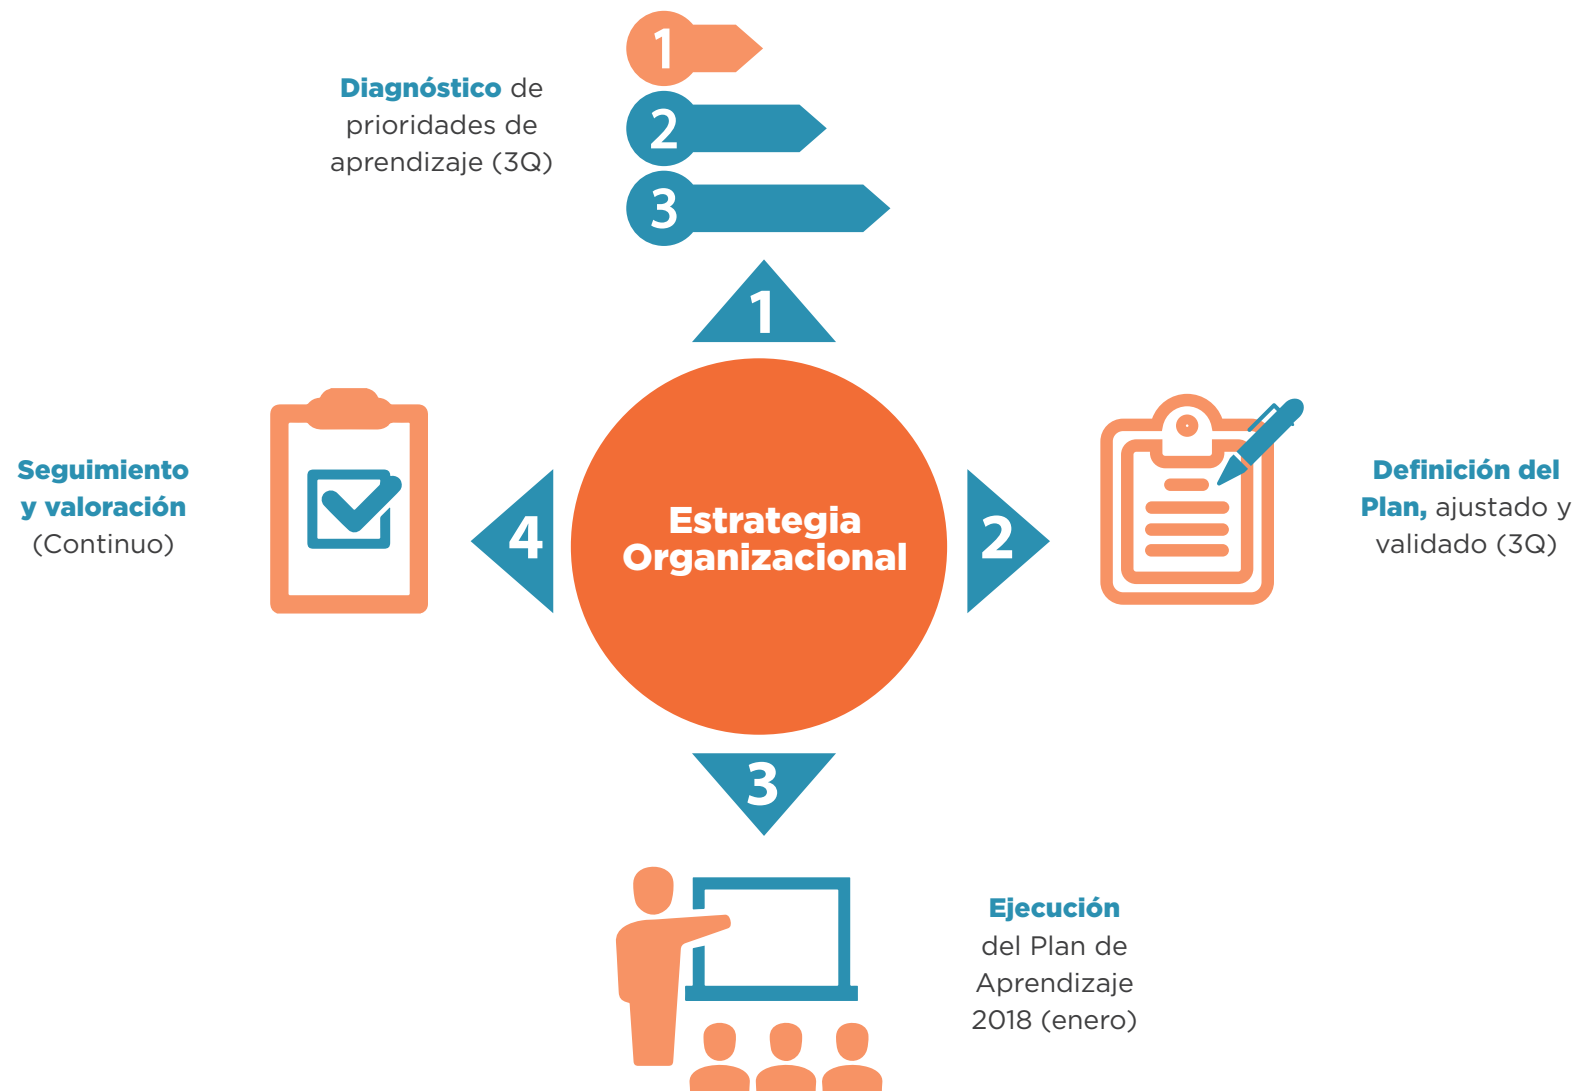 1
Diagnóstico de
prioridades de
aprendizaje (3Q)
2
3
1
Seguimiento
y valoración
(Continuo)
4
Estrategia
Organizacional
2
Definición del
Plan, ajustado y
validado (3Q)
3
Ejecución
del Plan de
Aprendizaje
2018 (enero)